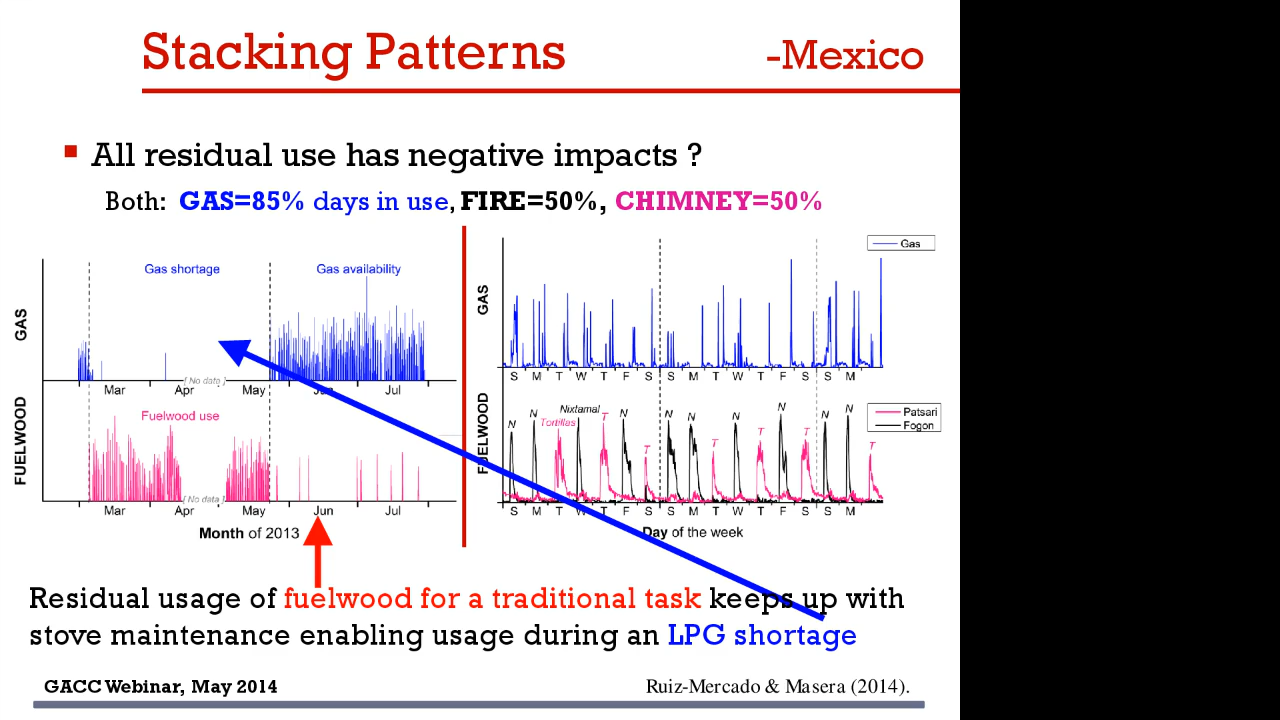 Stacking Patterns -Mexico
All residual use has negative impacts ?
Both: GAS=85% days in use, FIRE=50%, CHIMNEY=50%
GAS
Gas shortage Gas availability
[ No data ]
Mar Apr May Jun Jul
FUELWOOD
Fuelwood use
[ No data ]
Mar Apr May Jun Jul
Month of 2013
GAS
Gas
S M T W T F S S M T W T F S S M
FUELWOOD
Patsari
Fogon
N N Nixtamal N N N N N N N
Tortillas T T T T T T
S M T W T F S S M T W T F S S M
Day of the week
Residual usage of fuelwood for a traditional task keeps up with
stove maintenance enabling usage during an LPG shortage
GACC Webinar, May 2014 Ruiz-Mercado & Masera (2014).